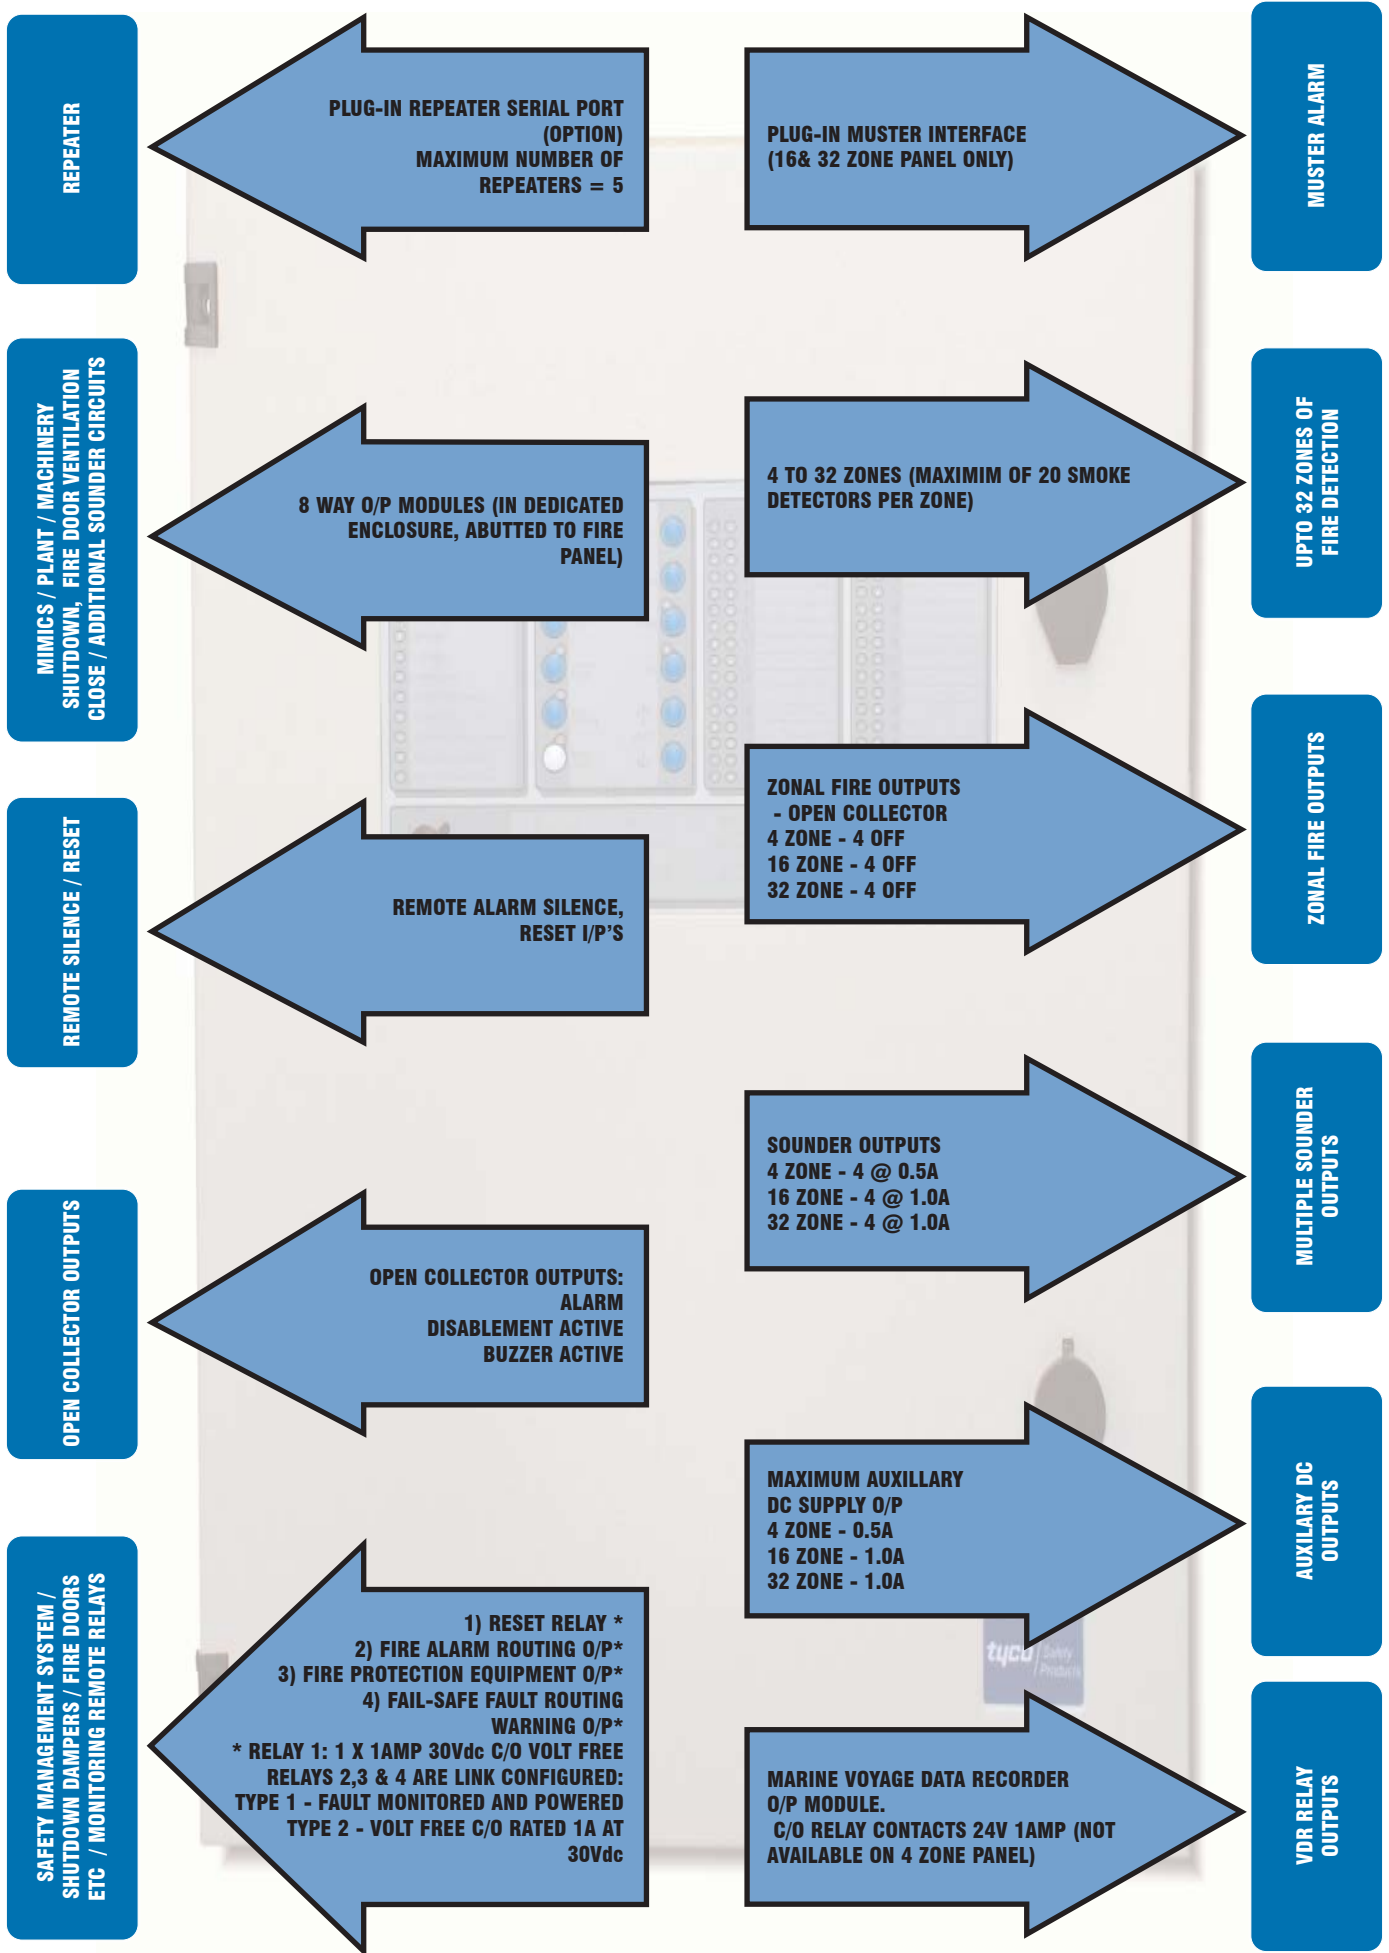 REPEATER
PLUG-IN REPEATER SERIAL PORT
(OPTION)
MAXIMUM NUMBER OF
REPEATERS = 5
PLUG-IN MUSTER INTERFACE
(16& 32 ZONE PANEL ONLY)
MUSTER ALARM
MIMICS / PLANT / MACHINERY
SHUTDOWN, FIRE DOOR VENTILATION
CLOSE / ADDITIONAL SOUNDER CIRCUITS
8 WAY O/P MODULES (IN DEDICATED
ENCLOSURE, ABUTTED TO FIRE
PANEL)
4 TO 32 ZONES (MAXIMIM OF 20 SMOKE
DETECTORS PER ZONE)
UPTO 32 ZONES OF
FIRE DETECTION
REMOTE SILENCE / RESET
REMOTE ALARM SILENCE,
RESET I/P'S
ZONAL FIRE OUTPUTS
- OPEN COLLECTOR
4 ZONE - 4 OFF
16 ZONE - 4 OFF
32 ZONE - 4 OFF
ZONAL FIRE OUTPUTS
OPEN COLLECTOR OUTPUTS
OPEN COLLECTOR OUTPUTS:
ALARM
DISABLEMENT ACTIVE
BUZZER ACTIVE
SOUNDER OUTPUTS
4 ZONE - 4 @ 0.5A
16 ZONE - 4 @ 1.0A
32 ZONE - 4 @ 1.0A
MULTIPLE SOUNDER
OUTPUTS
MAXIMUM AUXILLARY
DC SUPPLY O/P
4 ZONE - 0.5A
16 ZONE - 1.0A
32 ZONE - 1.0A
AUXILARY DC
OUTPUTS
SAFETY MANAGEMENT SYSTEM /
SHUTDOWN DAMPERS / FIRE DOORS
ETC / MONITORING REMOTE RELAYS
1) RESET RELAY *
2) FIRE ALARM ROUTING O/P*
3) FIRE PROTECTION EQUIPMENT O/P*
4) FAIL-SAFE FAULT ROUTING
WARNING O/P*
* RELAY 1: 1 X 1AMP 30Vdc C/O VOLT FREE
RELAYS 2,3 & 4 ARE LINK CONFIGURED:
TYPE 1 - FAULT MONITORED AND POWERED
TYPE 2 - VOLT FREE C/O RATED 1A AT
30Vdc
tyco Safety
Products
MARINE VOYAGE DATA RECORDER
O/P MODULE.
C/O RELAY CONTACTS 24V 1AMP (NOT
AVAILABLE ON 4 ZONE PANEL)
VDR RELAY
OUTPUTS